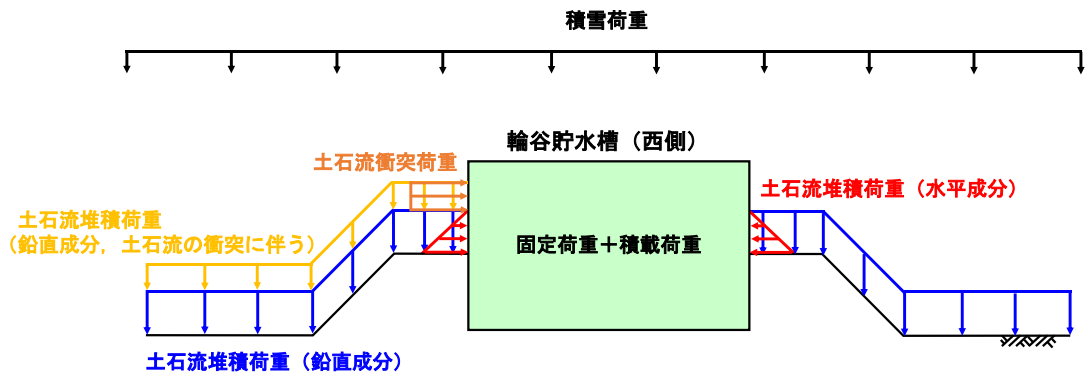 積雪荷重
輪谷貯水槽（西側）
土石流衝突荷重
土石流堆積荷重（水平成分）
土石流堆積荷重
（鉛直成分，土石流の衝突に伴う）
固定荷重＋積載荷重
土石流堆積荷重（鉛直成分）